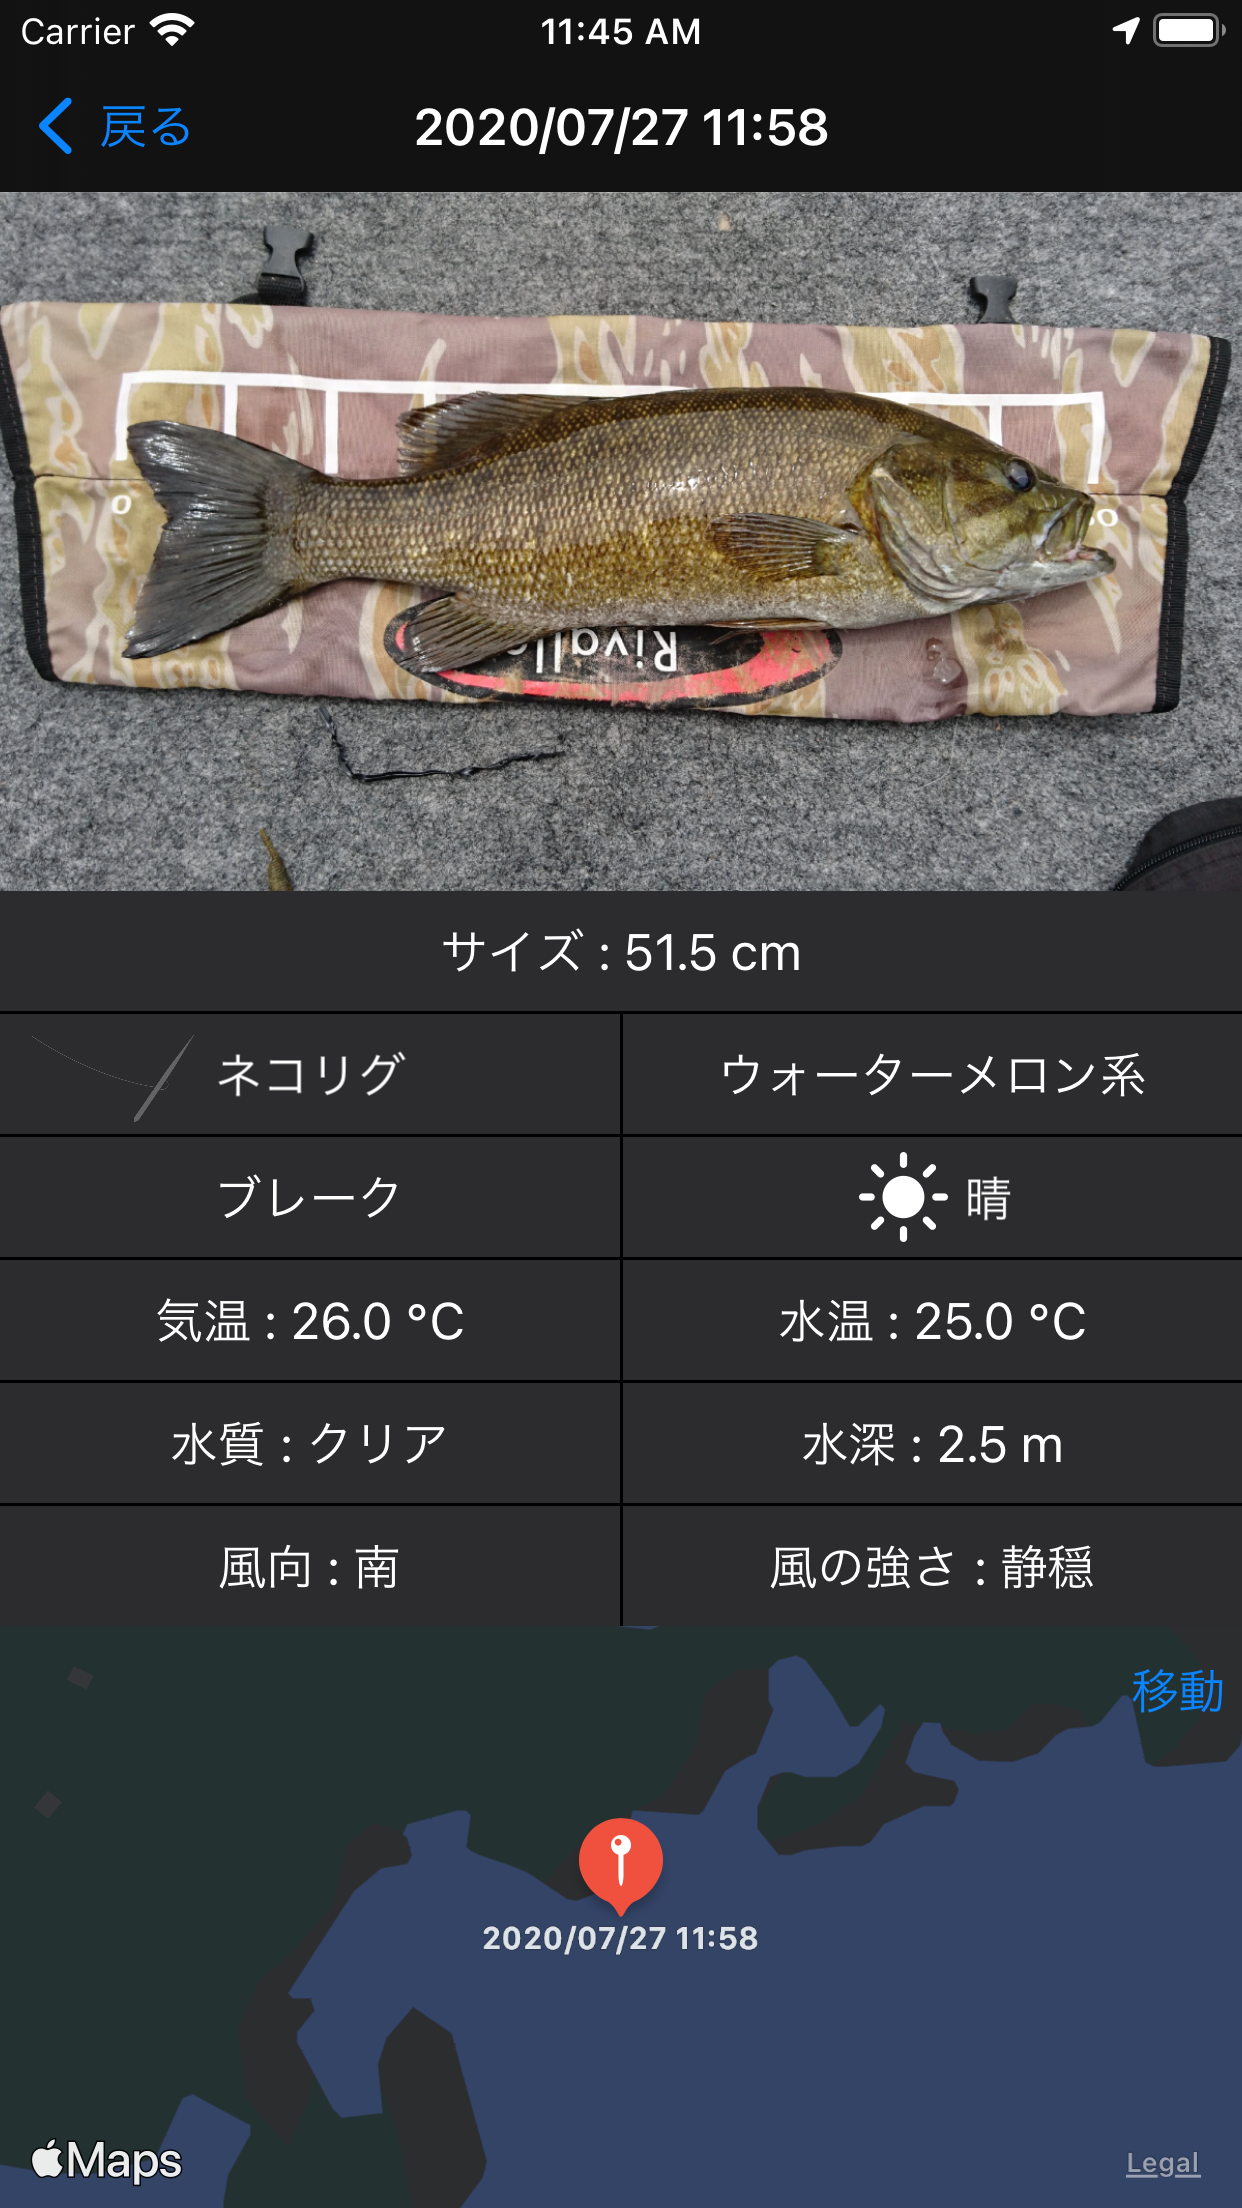 Carrier 11:45 AM
戻る 2020/07/27 11:58
0
50
サイズ : 51.5 cm
ネコリグ
ウォーターメロン系
ブレーク
晴
気温 : 26.0 °C
水温 : 25.0 °C
水質 : クリア
水深 : 2.5 m
風向 : 南
風の強さ : 静穏
移動
2020/07/27 11:58
Maps
Legal